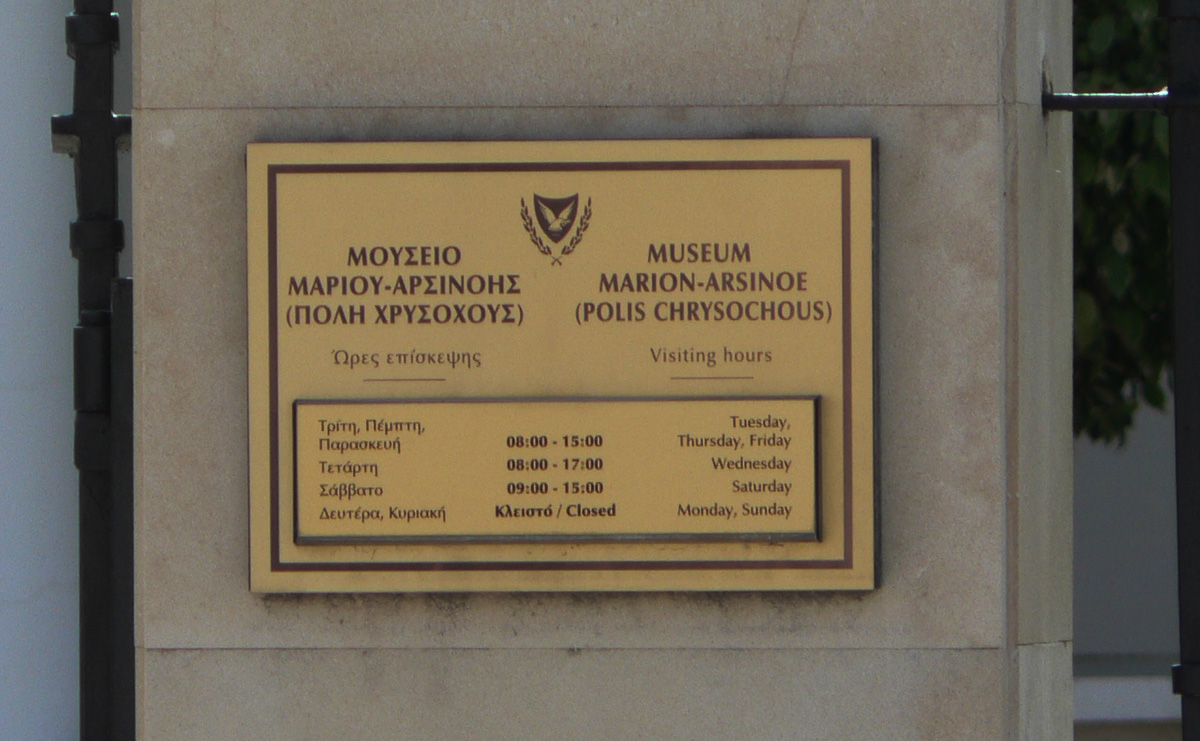 ΜΟΥΣΕΙΟ
ΜΑΡΙΟΥ-ΑΡΣΙΝΟΗΣ
(ΠΟΛΗ ΧΡΥΣΟΧΟΥΣ)
Ώρες επίσκεψης
MUSEUM
MARION-ARSINOE
(POLIS CHRYSOCHOUS)
Visiting hours
Τρίτη, Πέμπτη,
Παρασκευή 08:00 - 15:00 Tuesday,
Thursday, Friday
Τετάρτη 08:00 - 17:00 Wednesday
Σάββατο 09:00 - 15:00 Saturday
Δευτέρα, Κυριακή Κλειστό / Closed Monday, Sunday